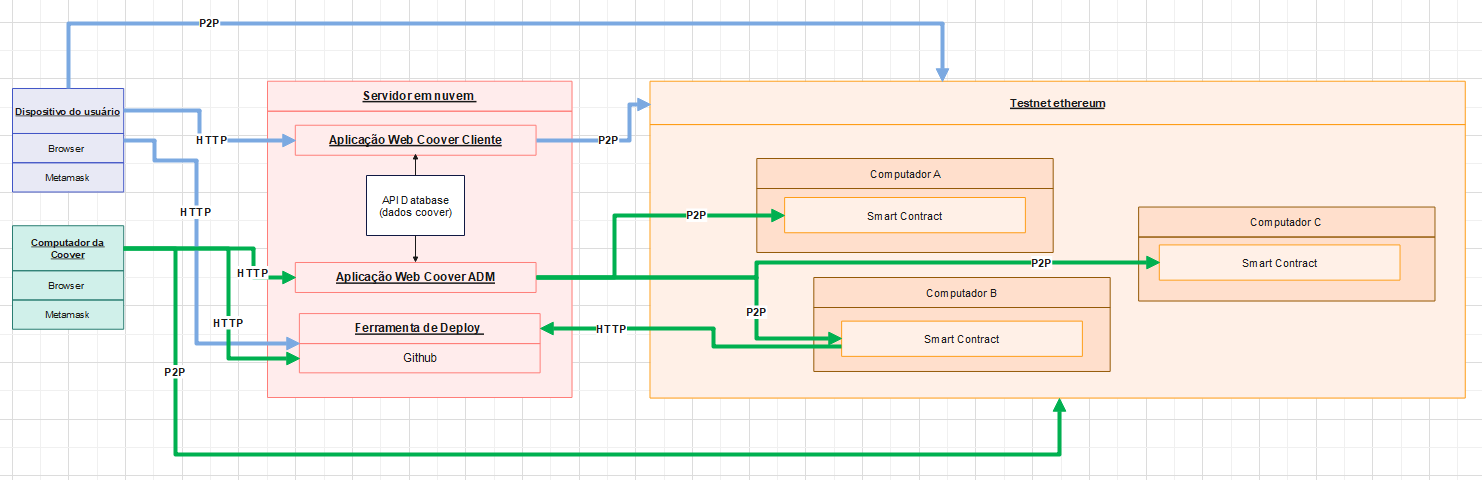 P2P
Dispositivo do usuário
Browser
Metamask
HTTP
HTTP
Computador da
Coover
Browser
Metamask
HTTP
HTTP
P2P
Servidor em nuvem
Aplicação Web Coover Cliente
API Database
(dados coover)
Aplicação Web Coover ADM
Ferramenta de Deploy
Github
P2P
HTTP
P2P
P2P
P2P
Testnet ethereum
Computador A
Smart Contract
Computador B
Smart Contract
Computador C
Smart Contract